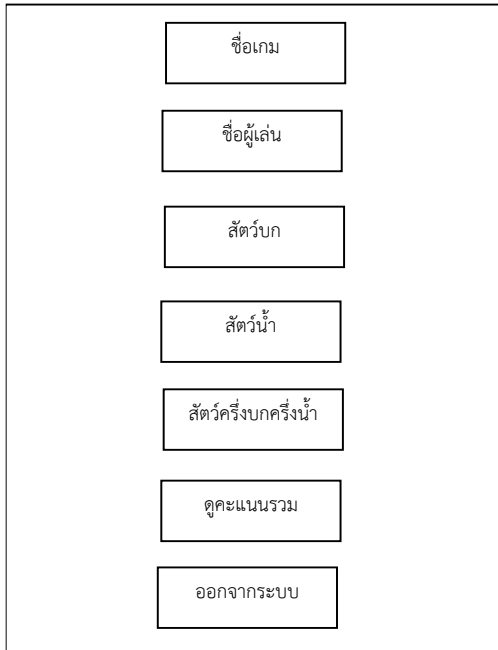 ชื่อเกม
ชื่อผู้เล่น
สัตว์บก
สัตว์น้ำ
สัตว์ครึ่งบกครึ่งน้ำ
ดูคะแนนรวม
ออกจากระบบ